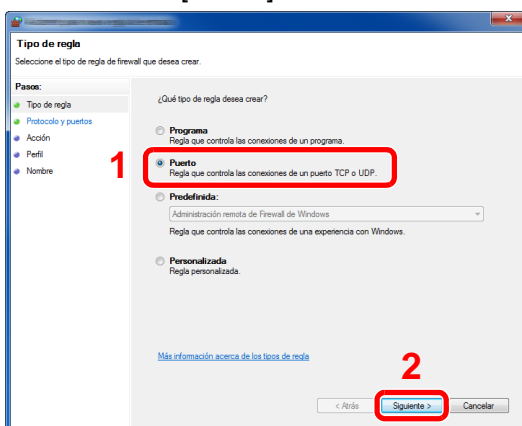 Tipo de regla
Seleccione el tipo de regla de firewall que desea crear.
Pasos:
Tipo de regla
Protocolo y puertos
Acción
Perfil
Nombre
¿Qué tipo de regla desea crear?
Programa
Regla que controla las conexiones de un programa.
1
Puerto
Regla que controla las conexiones de un puerto TCP o UDP.
Predefinida:
Administración remota de Firewall de Windows
Regla que controla las conexiones de una experiencia con Windows.
Personalizada
Regla personalizada.
Más información acerca de los tipos de regla
2
< Atrás
Siguiente >
Cancelar